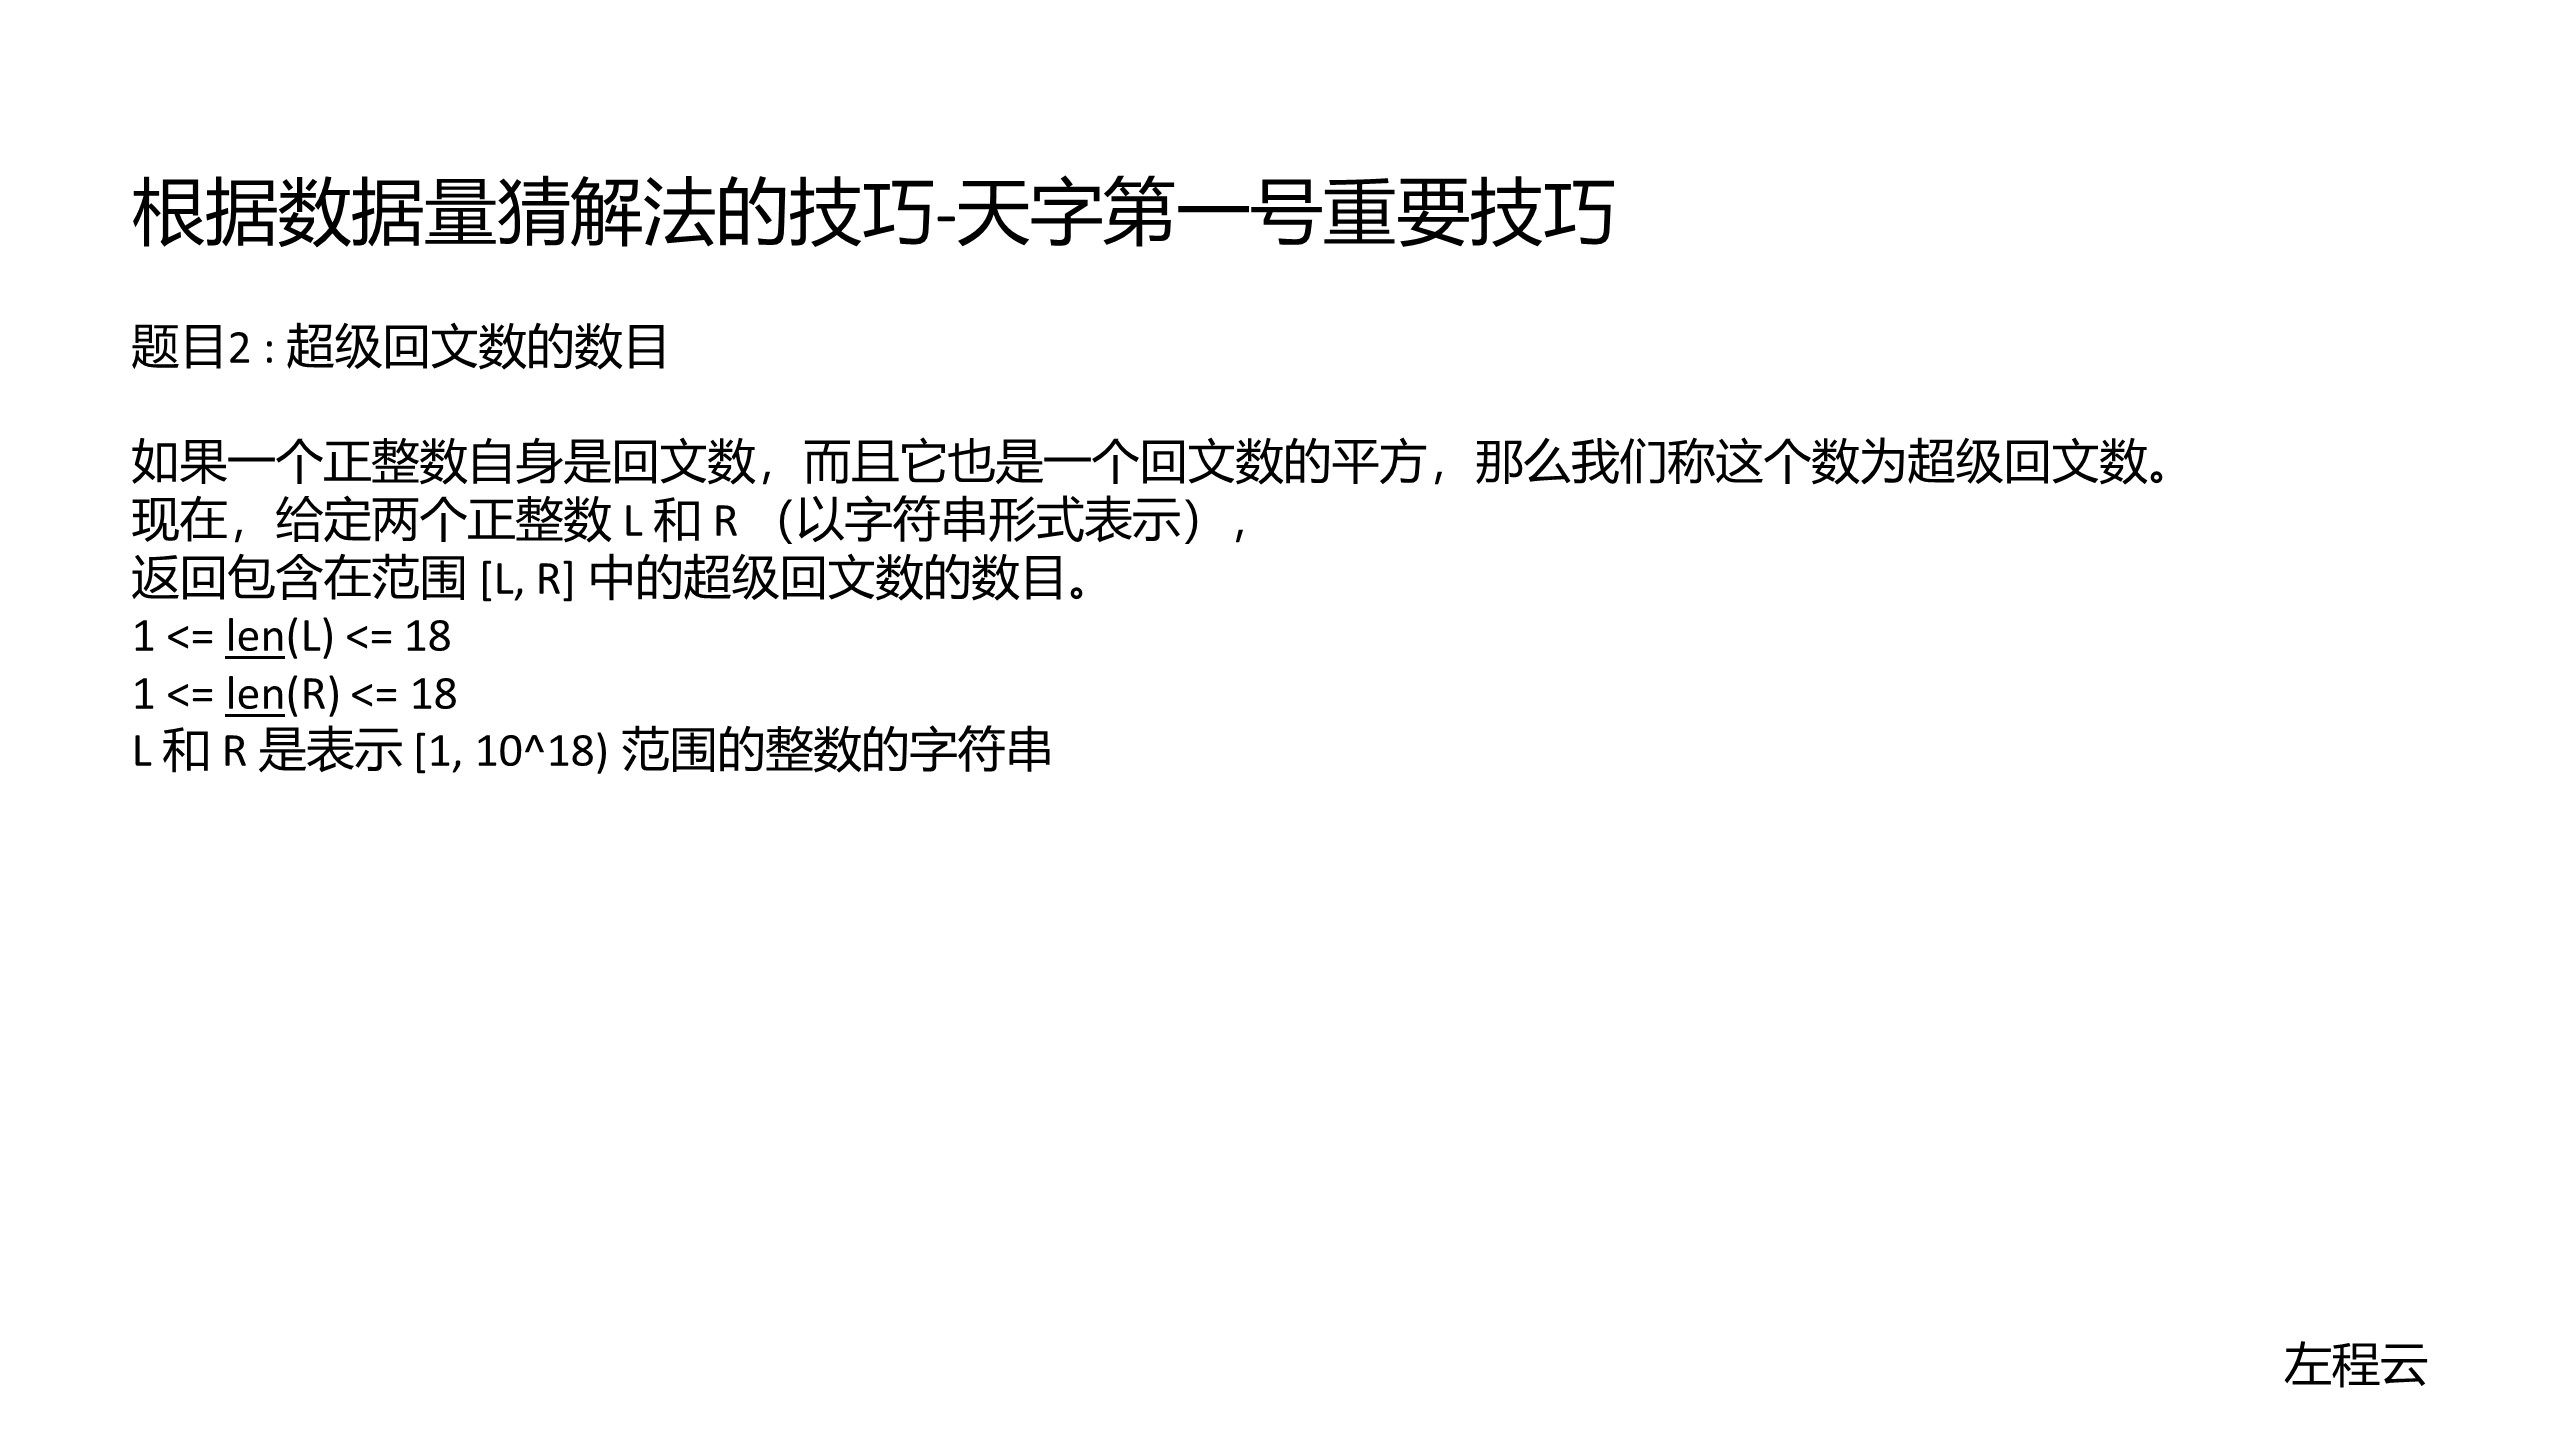 根据数据量猜解法的技巧-天字第一号重要技巧
题目2 : 超级回文数的数目
如果一个正整数自身是回文数，而且它也是一个回文数的平方，那么我们称这个数为超级回文数。
现在，给定两个正整数 L 和 R （以字符串形式表示），
返回包含在范围 [L, R] 中的超级回文数的数目。
1 <= len(L) <= 18
1 <= len(R) <= 18
L 和 R 是表示 [1, 10^18) 范围的整数的字符串
左程云